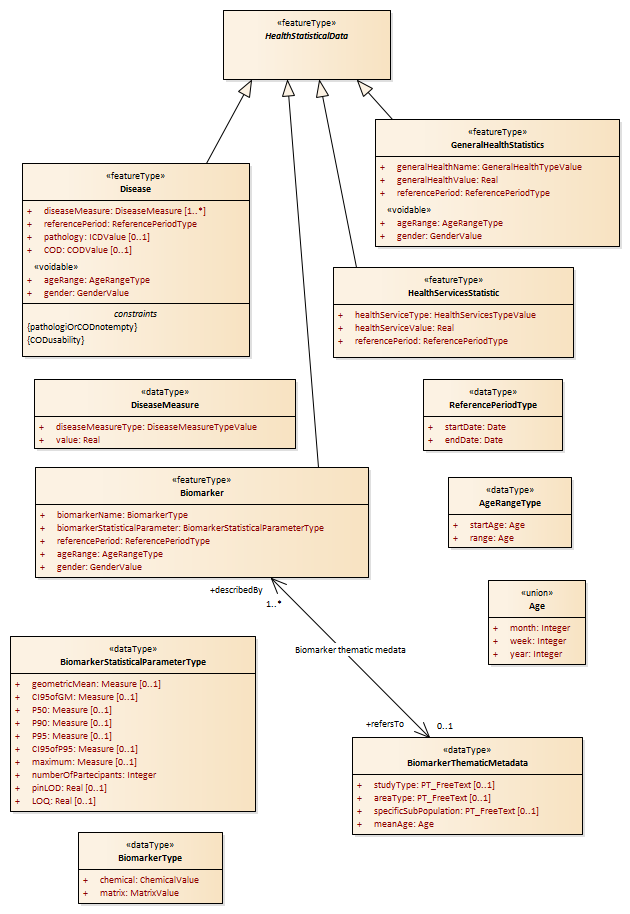 «featureType»
HealthStatisticalData
«featureType»
GeneralHealthStatistics
+ generalHealthName: GeneralHealthTypeValue
+ generalHealthValue: Real
+ referencePeriod: ReferencePeriodType
«voidable»
+ ageRange: AgeRangeType
+ gender: GenderValue
«featureType»
Disease
+ diseaseMeasure: DiseaseMeasure [1..*]
+ referencePeriod: ReferencePeriodType
+ pathology: ICDValue [0..1]
+ COD: CODValue [0..1]
«voidable»
+ ageRange: AgeRangeType
+ gender: GenderValue
constraints
{pathologiOrCODnotempty}
{CODusability}
«featureType»
HealthServicesStatistic
+ healthServiceType: HealthServicesTypeValue
+ healthServiceValue: Real
+ referencePeriod: ReferencePeriodType
«dataType»
DiseaseMeasure
+ diseaseMeasureType: DiseaseMeasureTypeValue
+ value: Real
«dataType»
ReferencePeriodType
+ startDate: Date
+ endDate: Date
«featureType»
Biomarker
+ biomarkerName: BiomarkerType
+ biomarkerStatisticalParameter: BiomarkerStatisticalParameterType
+ referencePeriod: ReferencePeriodType
+ ageRange: AgeRangeType
+ gender: GenderValue
«dataType»
AgeRangeType
+ startAge: Age
+ range: Age
«union»
Age
+ month: Integer
+ week: Integer
+ year: Integer
+describedBy
1..*
Biomarker thematic medata
+refersTo
0..1
«dataType»
BiomarkerStatisticalParameterType
+ geometricMean: Measure [0..1]
+ CI95ofGM: Measure [0..1]
+ P50: Measure [0..1]
+ P90: Measure [0..1]
+ P95: Measure [0..1]
+ CI95ofP95: Measure [0..1]
+ maximum: Measure [0..1]
+ numberOfPartecipants: Integer
+ pinLOD: Real [0..1]
+ LOQ: Real [0..1]
«dataType»
BiomarkerThematicMetadata
+ studyType: PT_FreeText [0..1]
+ areaType: PT_FreeText [0..1]
+ specificSubPopulation: PT_FreeText [0..1]
+ meanAge: Age
«dataType»
BiomarkerType
+ chemical: ChemicalValue
+ matrix: MatrixValue